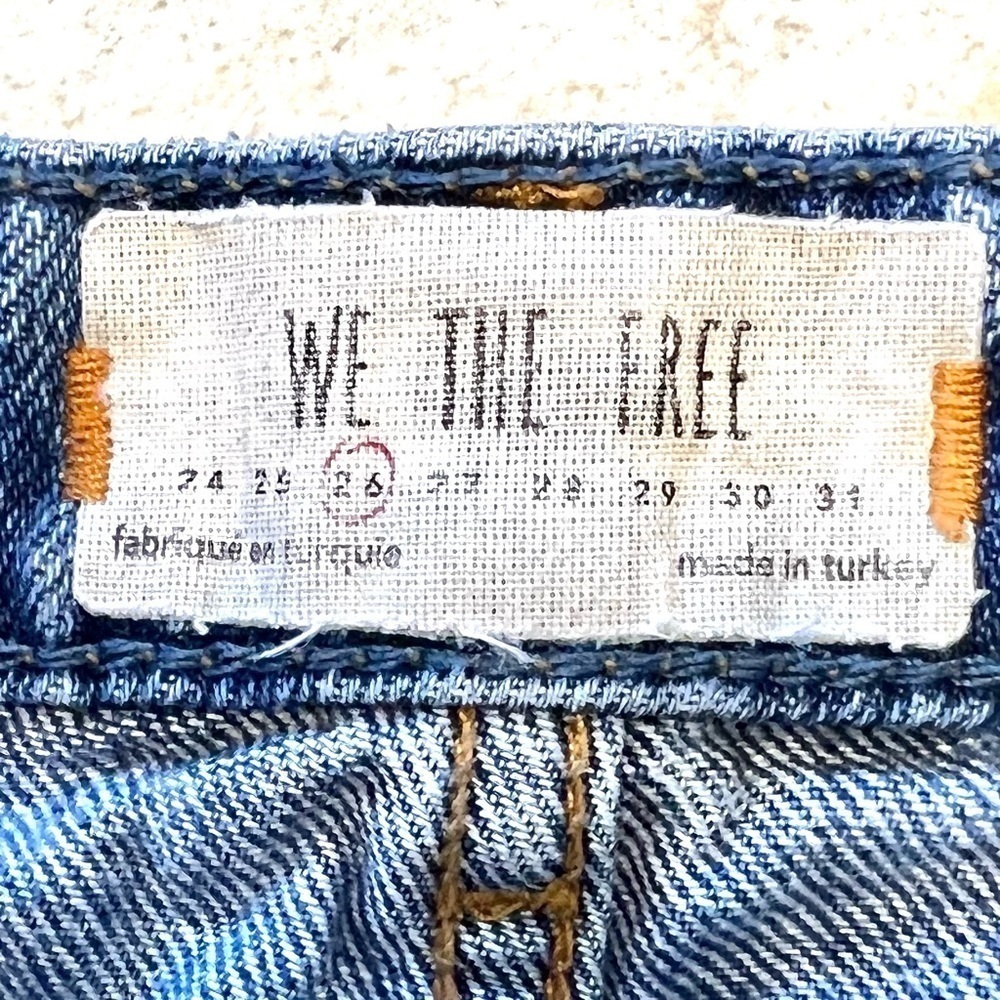 WE THE FREE
24 25 26 27 28 29 30 31
fabriqué en turquie
made in turkey